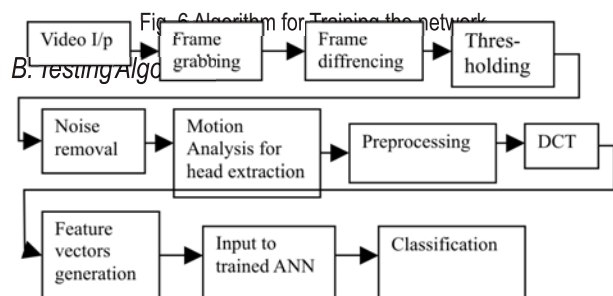 Fig. 6 Algorithm for Training the network
Video I/p
Frame
grabbing
Frame
diffrencing
Thres-
holding
B. Testing Algo
Noise
removal
Motion
Analysis for
head extraction
Preprocessing
DCT
Feature
vectors
generation
Input to
trained ANN
Classification